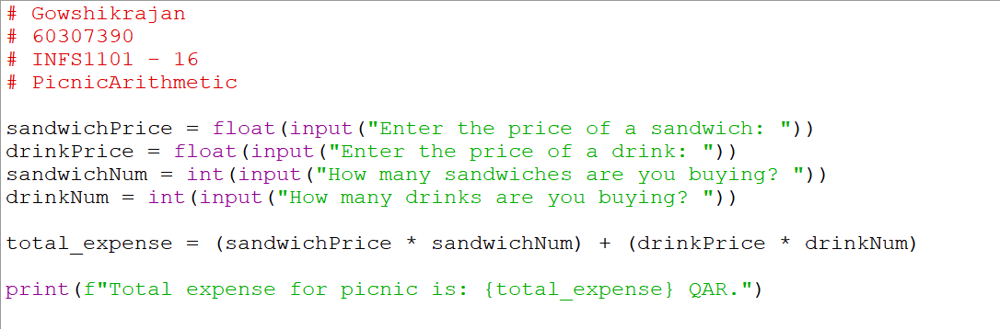 # Gowshikrajan
# 60307390
# INFS1101 - 16
# PicnicArithmetic
sandwichPrice = float(input("Enter the price of a sandwich: "))
drinkPrice = float(input("Enter the price of a drink: "))
sandwichNum = int(input("How many sandwiches are you buying? "))
drinkNum = int(input("How many drinks are you buying? "))
total_expense = (sandwichPrice * sandwichNum) + (drinkPrice * drinkNum)
print(f"Total expense for picnic is: {total_expense} QAR.")